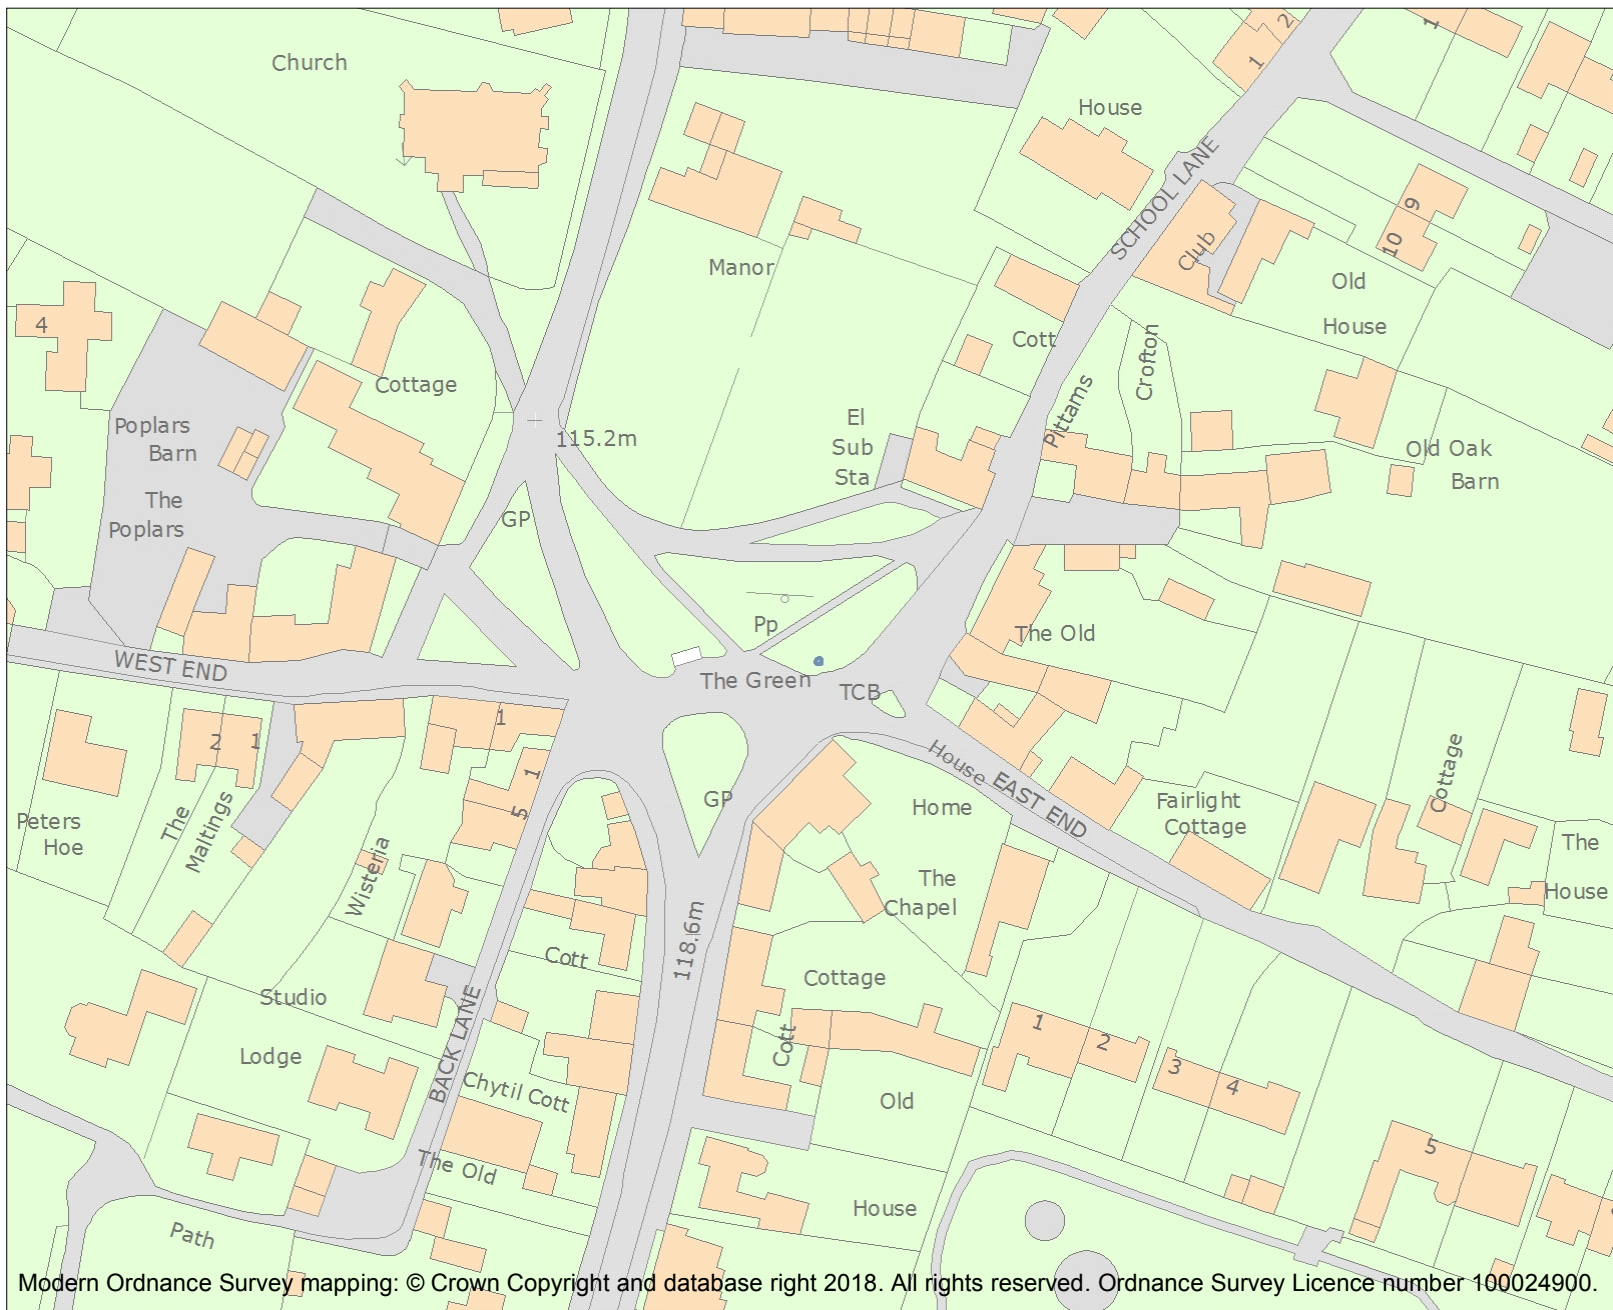 Church
House
SCHOOL LANE
1
2
1
Club
9
10
Manor
Old
House
4
Cott
Crofton
Pittams
Cottage
Poplars
Barn
The
Poplars
115.2m
El
Sub
Sta
Old Oak
Barn
GP
Pp
The Old
WEST END
The Green
TCB
2
1
1
1
5
House
EAST END
Cottage
Peters
Hoe
The
Maltings
Wisteria
GP
Home
Fairlight
Cottage
The
House
The
Chapel
118.6m
Cott
Cottage
Studio
Lodge
BACK LANE
Cott
1
2
3
4
Chytil Cott
Old
The Old
5
House
Path
Modern Ordnance Survey mapping: © Crown Copyright and database right 2018. All rights reserved. Ordnance Survey Licence number 100024900.